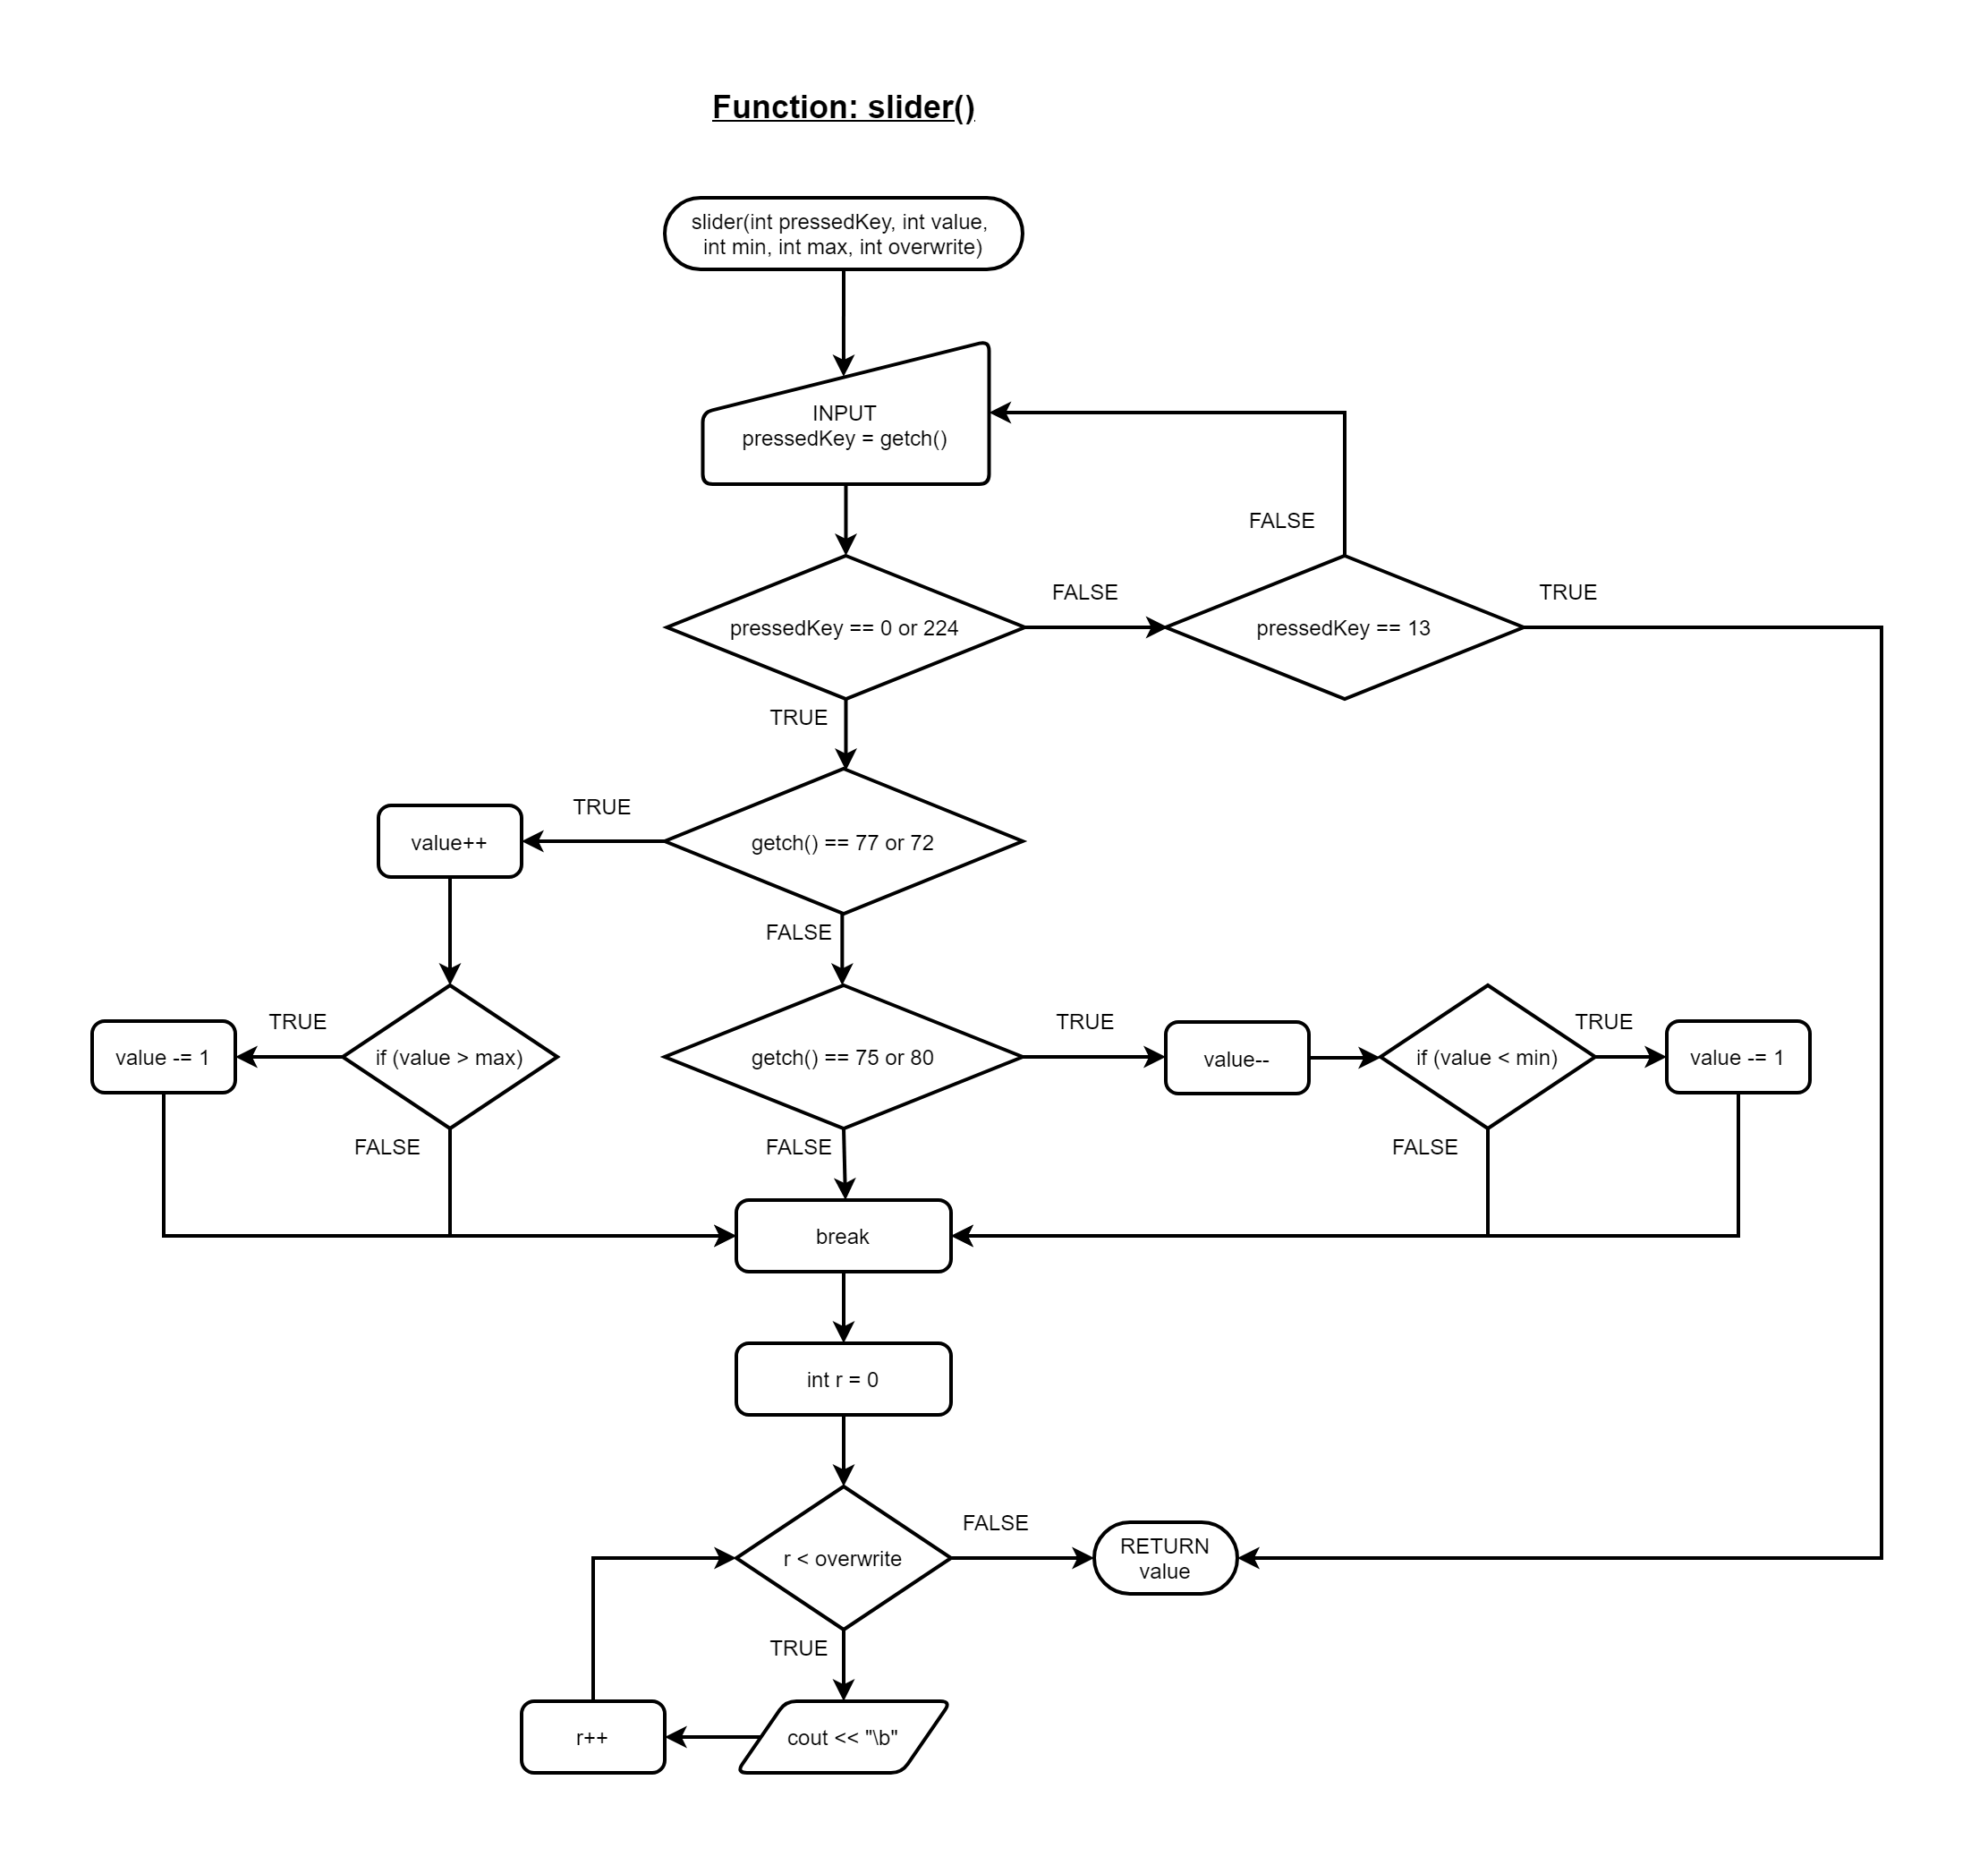 Function: slider()
slider(int pressedKey, int value,
int min, int max, int overwrite)
INPUT
pressedKey = getch()
FALSE
FALSE
TRUE
pressedKey == 0 or 224
pressedKey == 13
TRUE
TRUE
value++
getch() == 77 or 72
FALSE
TRUE
TRUE
TRUE
value -= 1
if (value > max)
getch() == 75 or 80
value--
if (value < min)
value -= 1
FALSE
FALSE
FALSE
break
int r = 0
FALSE
r < overwrite
RETURN
value
TRUE
r++
cout << "\b"